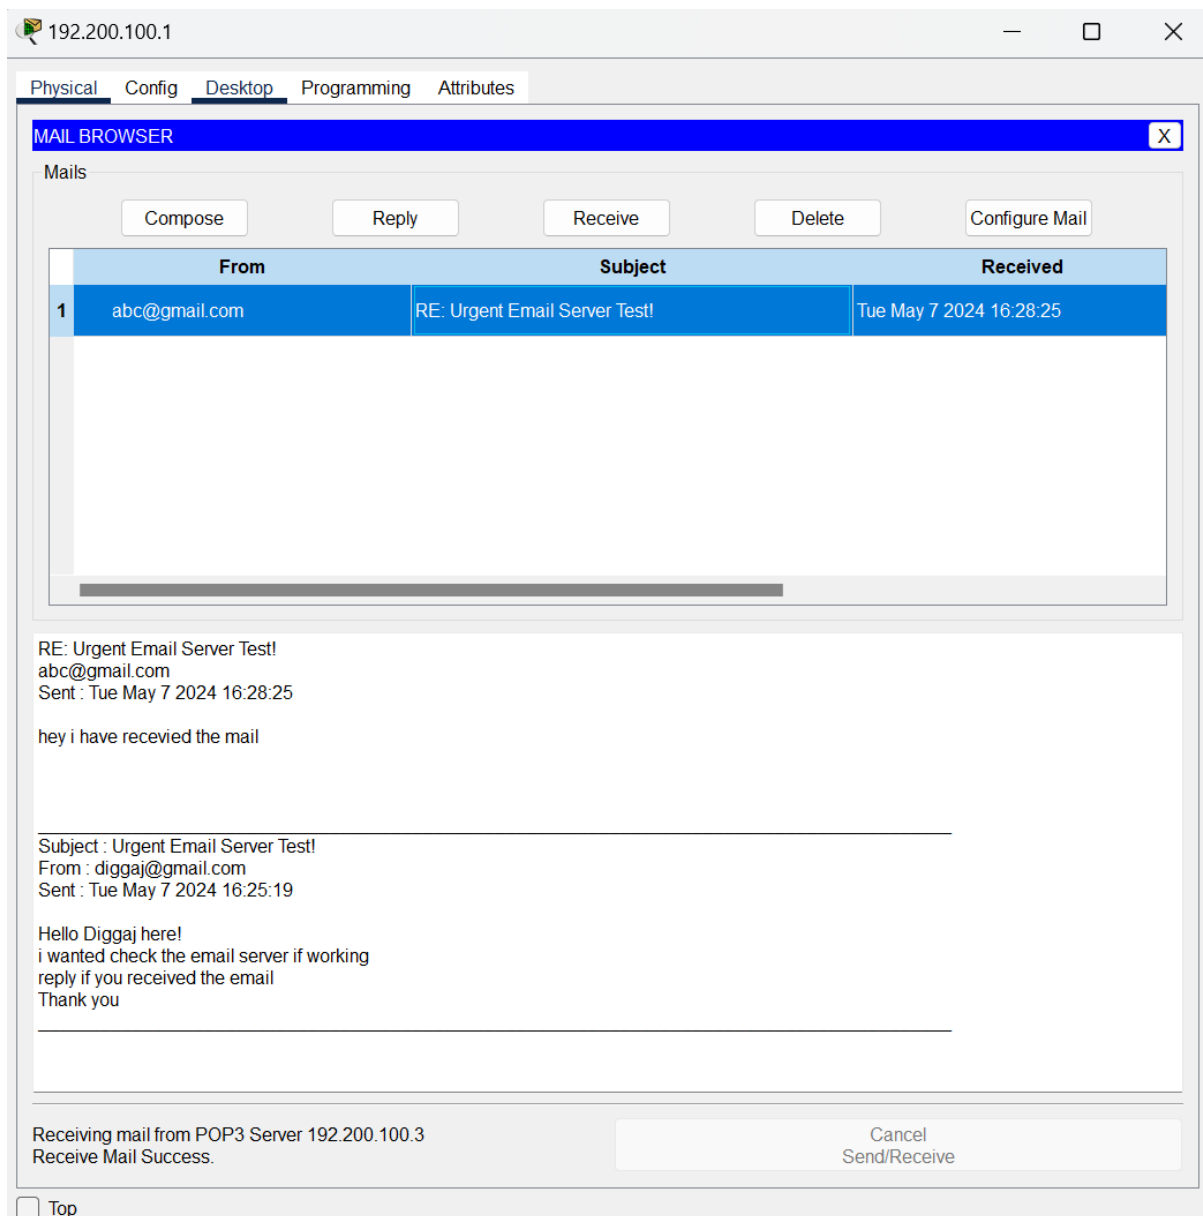 192.200.100.1
Physical Config Desktop Programming Attributes
MAIL BROWSER X
Mails
Compose Reply Receive Delete Configure Mail
From Subject Received
1 abc@gmail.com RE: Urgent Email Server Test! Tue May 7 2024 16:28:25
RE: Urgent Email Server Test!
abc@gmail.com
Sent : Tue May 7 2024 16:28:25
hey i have recevied the mail
Subject : Urgent Email Server Test!
From : diggaj@gmail.com
Sent : Tue May 7 2024 16:25:19
Hello Diggaj here!
i wanted check the email server if working
reply if you received the email
Thank you
Receiving mail from POP3 Server 192.200.100.3
Receive Mail Success.
Cancel
Send/Receive
Top